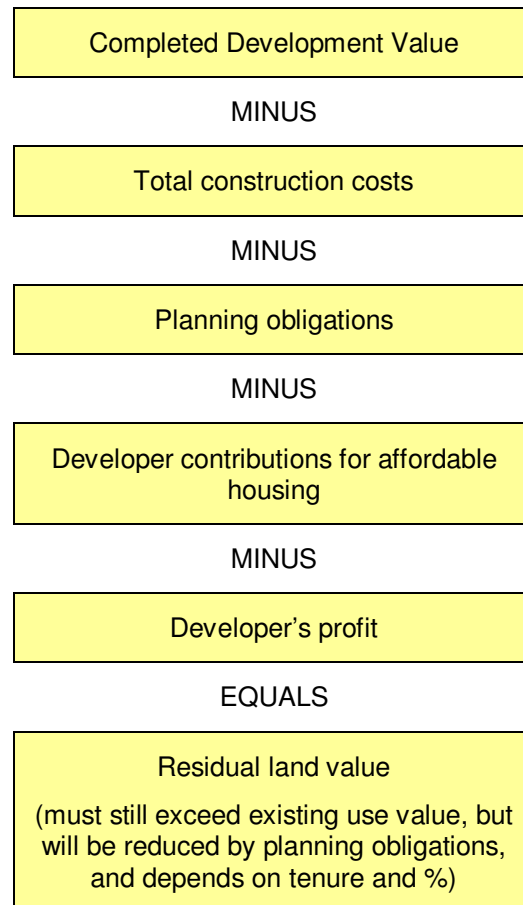 Completed Development Value
MINUS
Total construction costs
MINUS
Planning obligations
MINUS
Developer contributions for affordable
housing
MINUS
Developer’s profit
EQUALS
Residual land value
(must still exceed existing use value, but
will be reduced by planning obligations,
and depends on tenure and %)